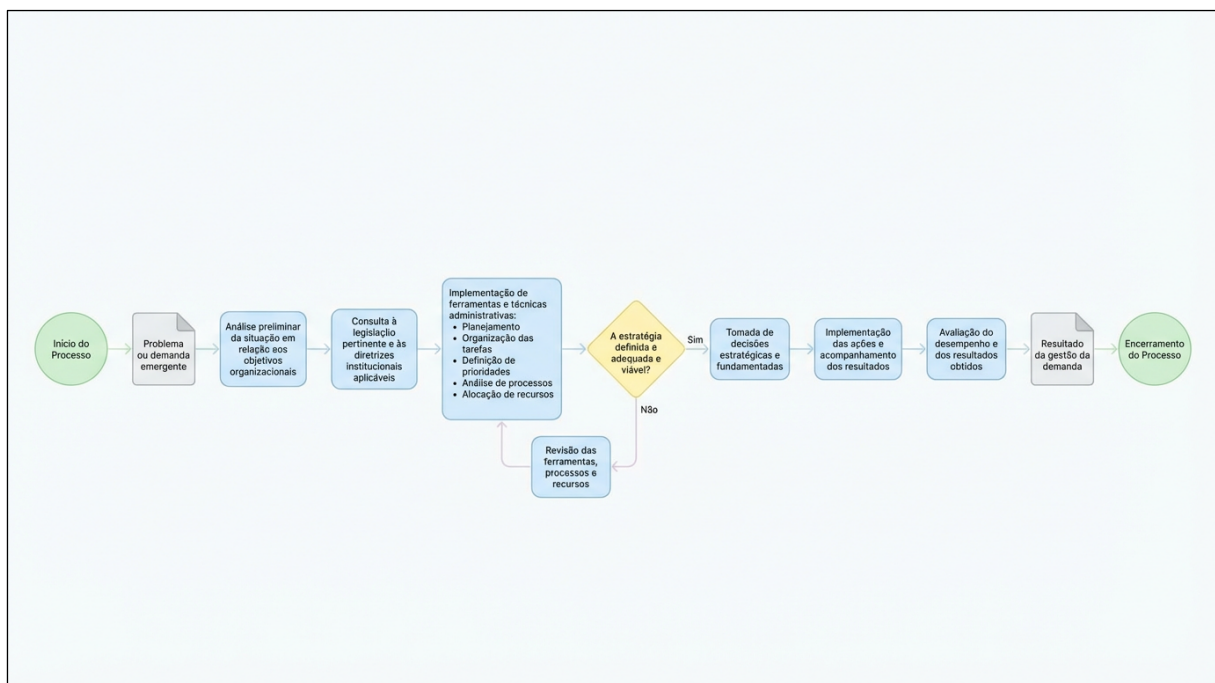 Início do
Processo
Problema
ou demanda
emergente
Análise preliminar
da situação em
relação eos objetivos
organizacionais
Consulta à
legislação
pertinente e às
diretrizes
institucionais
aplicáveis
Implementação de
ferramentas e técnicas
administrativas:
• Planejamento
• Organização das
tarefas
• Definição de
prioridades
• Análise de processos
• Alocação de recursos
A estratégia
definida e
adequada e
viável?
Sim
Não
Revisão das
ferramentas,
processos e
recursos
Tomada de
decisões
estratégicas e
fundamentadas
Implementação
das ações e
acompanhamento
dos resultados
Avaliação do
desempenho e
dos resultados
obtidos
Resultado
da gestão da
demanda
Encerramento
do Processo